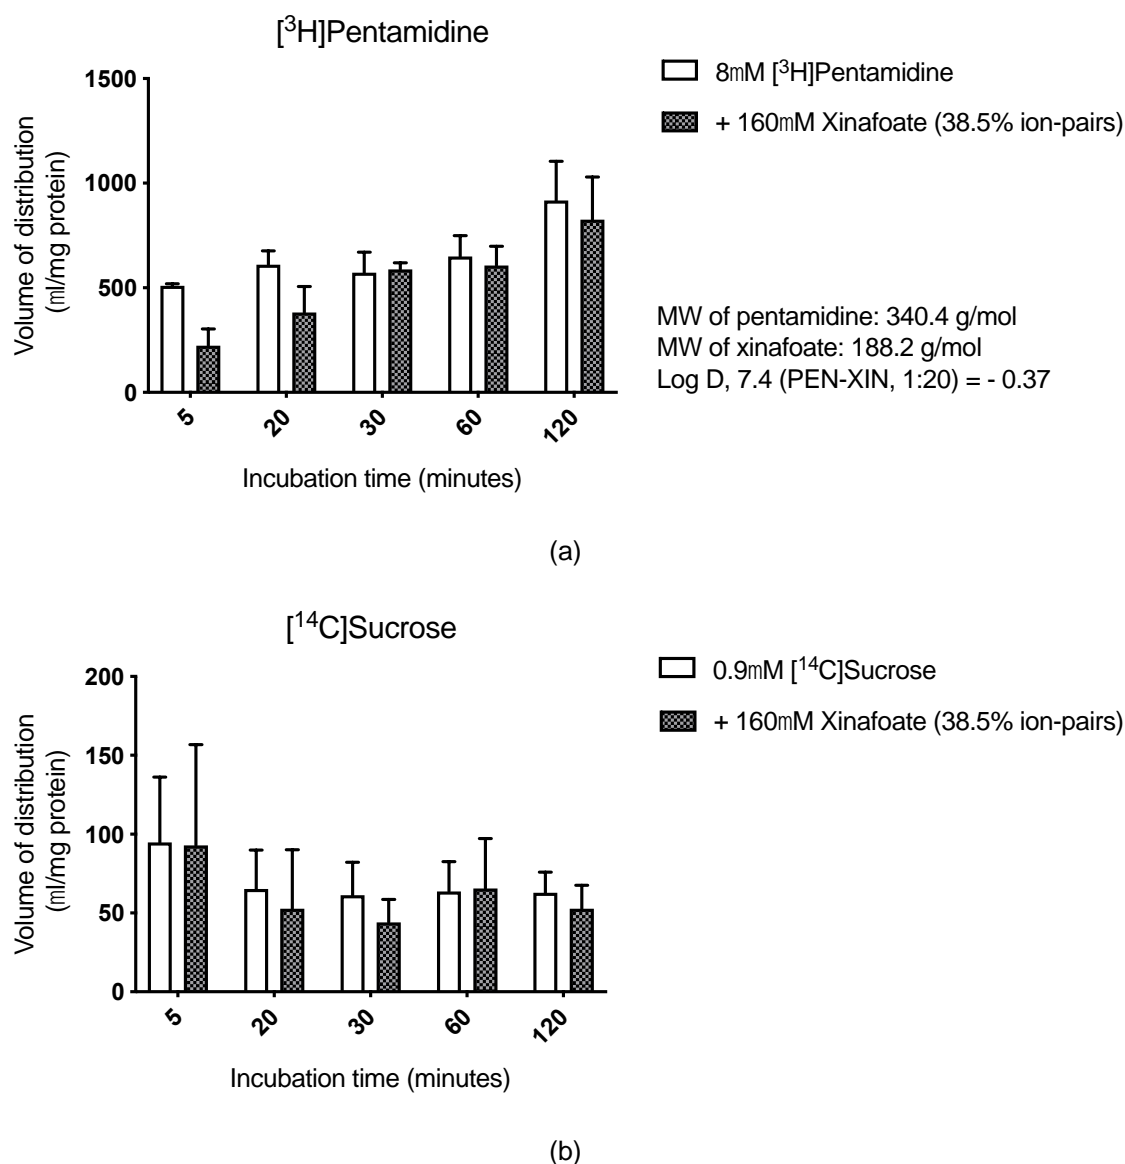 [³H]Pentamidine
1500
1000
500
0
Volume of distribution
(ml/mg protein)
5
20
30
60
120
Incubation time (minutes)
8mM [³H]Pentamidine
+ 160mM Xinafoate (38.5% ion-pairs)
MW of pentamidine: 340.4 g/mol
MW of xinafoate: 188.2 g/mol
Log D, 7.4 (PEN-XIN, 1:20) = - 0.37
(a)
[¹⁴C]Sucrose
200
150
100
50
0
Volume of distribution
(ml/mg protein)
5
20
30
60
120
Incubation time (minutes)
0.9mM [¹⁴C]Sucrose
+ 160mM Xinafoate (38.5% ion-pairs)
(b)